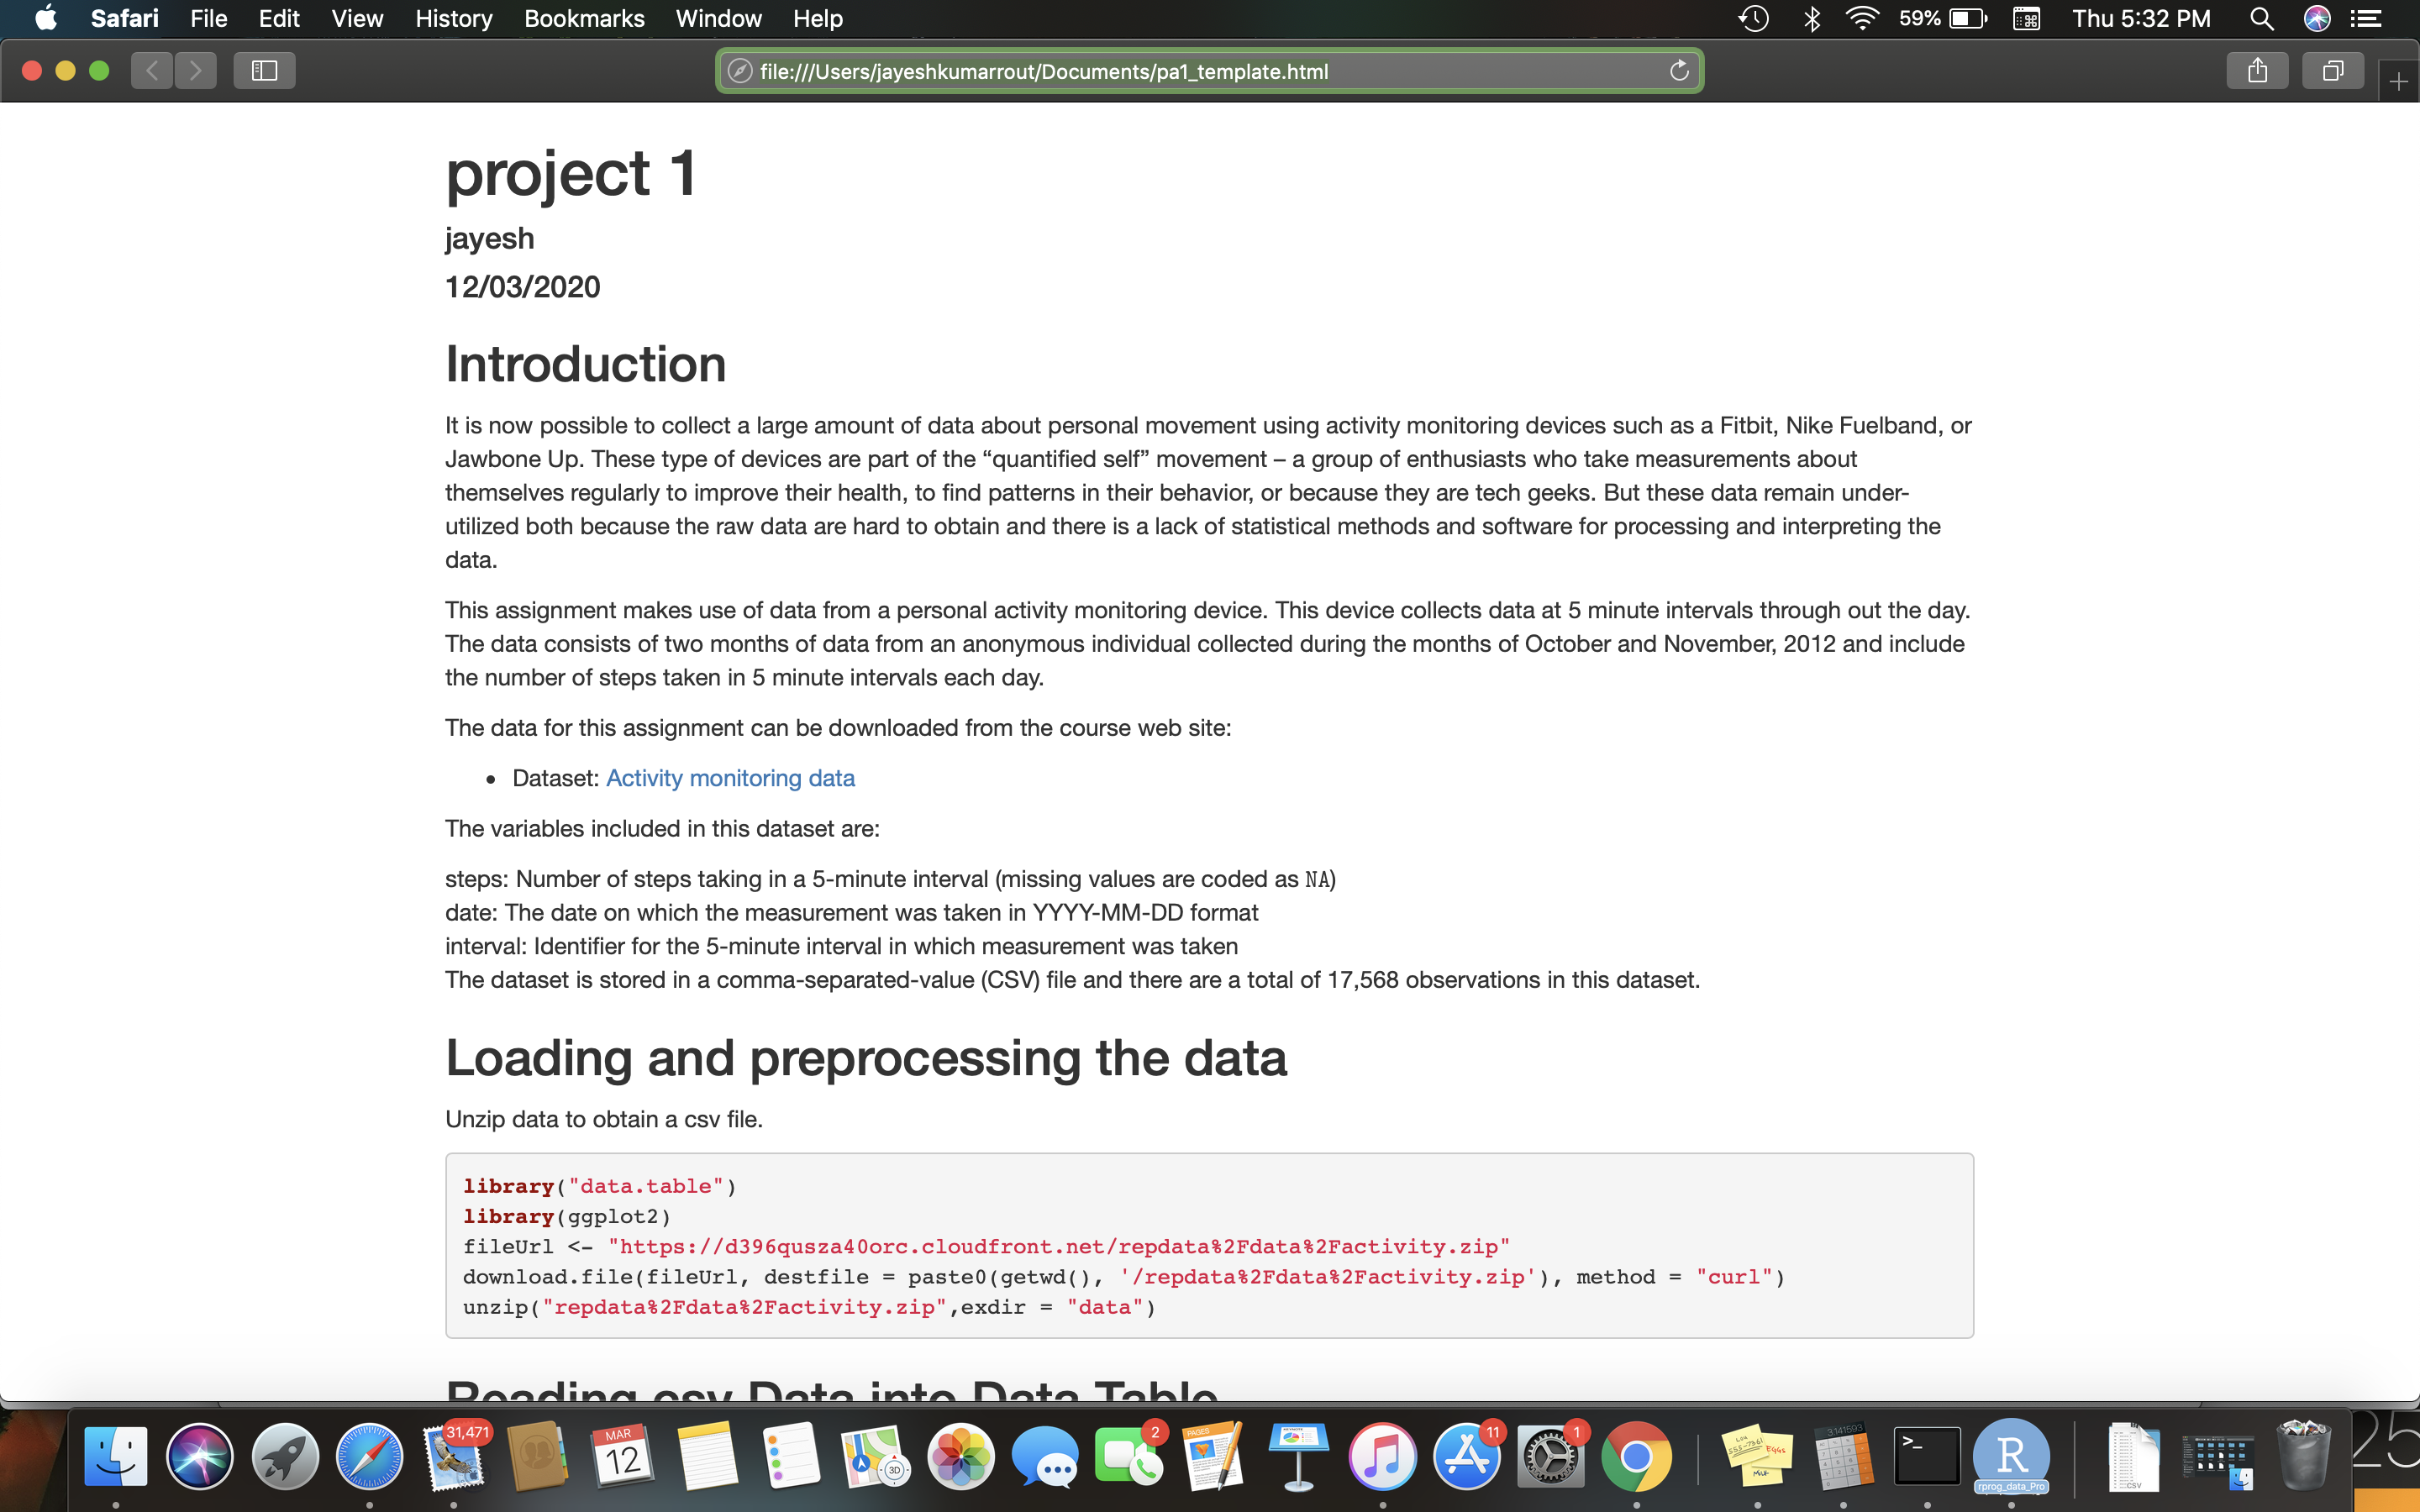 Safari File Edit View History Bookmarks Window Help 59% Thu 5:32 PM
file:///Users/jayeshkumarrout/Documents/pa1_template.html
project 1
jayesh
12/03/2020
Introduction
It is now possible to collect a large amount of data about personal movement using activity monitoring devices such as a Fitbit, Nike Fuelband, or
Jawbone Up. These type of devices are part of the “quantified self” movement – a group of enthusiasts who take measurements about
themselves regularly to improve their health, to find patterns in their behavior, or because they are tech geeks. But these data remain under-
utilized both because the raw data are hard to obtain and there is a lack of statistical methods and software for processing and interpreting the
data.
This assignment makes use of data from a personal activity monitoring device. This device collects data at 5 minute intervals through out the day.
The data consists of two months of data from an anonymous individual collected during the months of October and November, 2012 and include
the number of steps taken in 5 minute intervals each day.
The data for this assignment can be downloaded from the course web site:
• Dataset: Activity monitoring data
The variables included in this dataset are:
steps: Number of steps taking in a 5-minute interval (missing values are coded as NA)
date: The date on which the measurement was taken in YYYY-MM-DD format
interval: Identifier for the 5-minute interval in which measurement was taken
The dataset is stored in a comma-separated-value (CSV) file and there are a total of 17,568 observations in this dataset.
Loading and preprocessing the data
Unzip data to obtain a csv file.
library("data.table")
library(ggplot2)
fileUrl <- "https://d396qusza40orc.cloudfront.net/repdata%2Fdata%2Factivity.zip"
download.file(fileUrl, destfile = paste0(getwd(), '/repdata%2Fdata%2Factivity.zip'), method = "curl")
unzip("repdata%2Fdata%2Factivity.zip",exdir = "data")
Reading csv Data into Data Table
31,471
MAR
12
3D
2
PAGES
11
1
EGGS
MILK
3.141593
>_
R
rprog_data_Pro
CSV
25